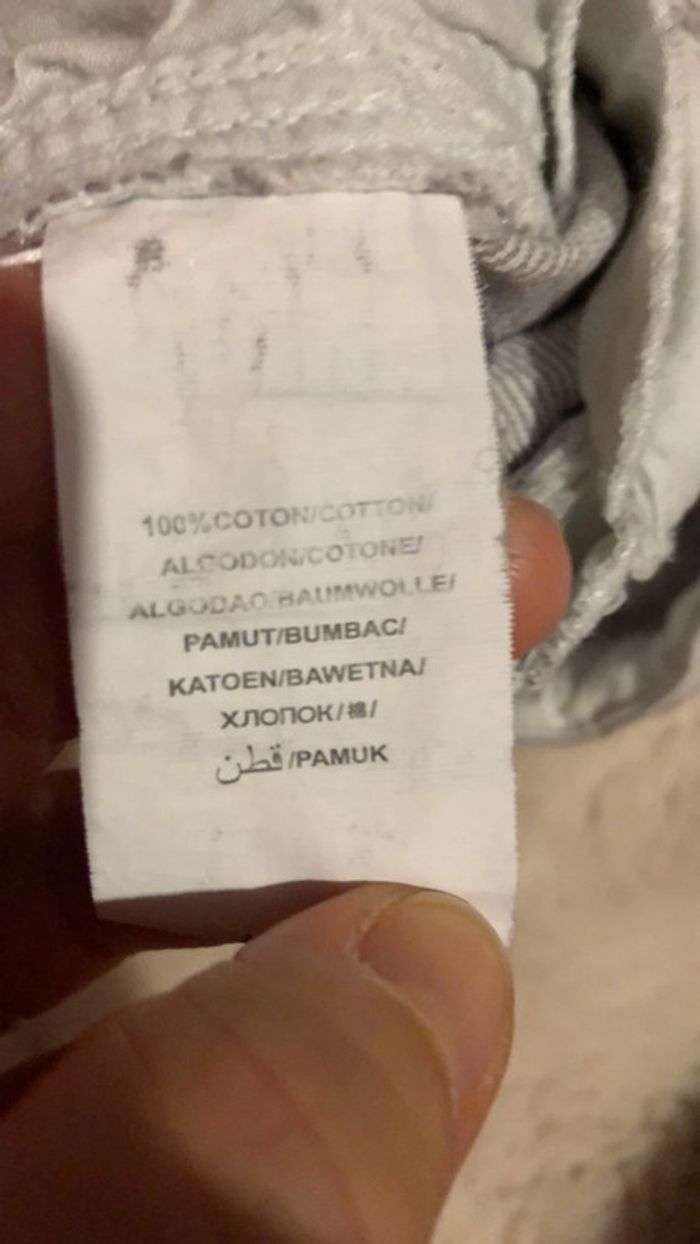 100%COTON/COTTON/
ALGODON/COTONE/
ALGODAO/BAUMWOLLE/
PAMUT/BUMBAC/
KATOEN/BAWETNA/
ХЛОПОК/棉/
قطن/PAMUK